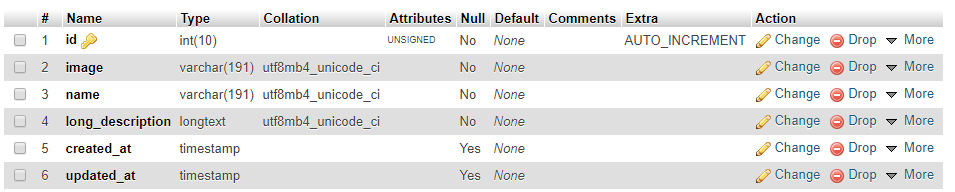 # Name Type Collation Attributes Null Default Comments Extra Action
1 id int(10) UNSIGNED No None AUTO_INCREMENT Change Drop More
2 image varchar(191) utf8mb4_unicode_ci No None Change Drop More
3 name varchar(191) utf8mb4_unicode_ci No None Change Drop More
4 long_description longtext utf8mb4_unicode_ci No None Change Drop More
5 created_at timestamp Yes None Change Drop More
6 updated_at timestamp Yes None Change Drop More